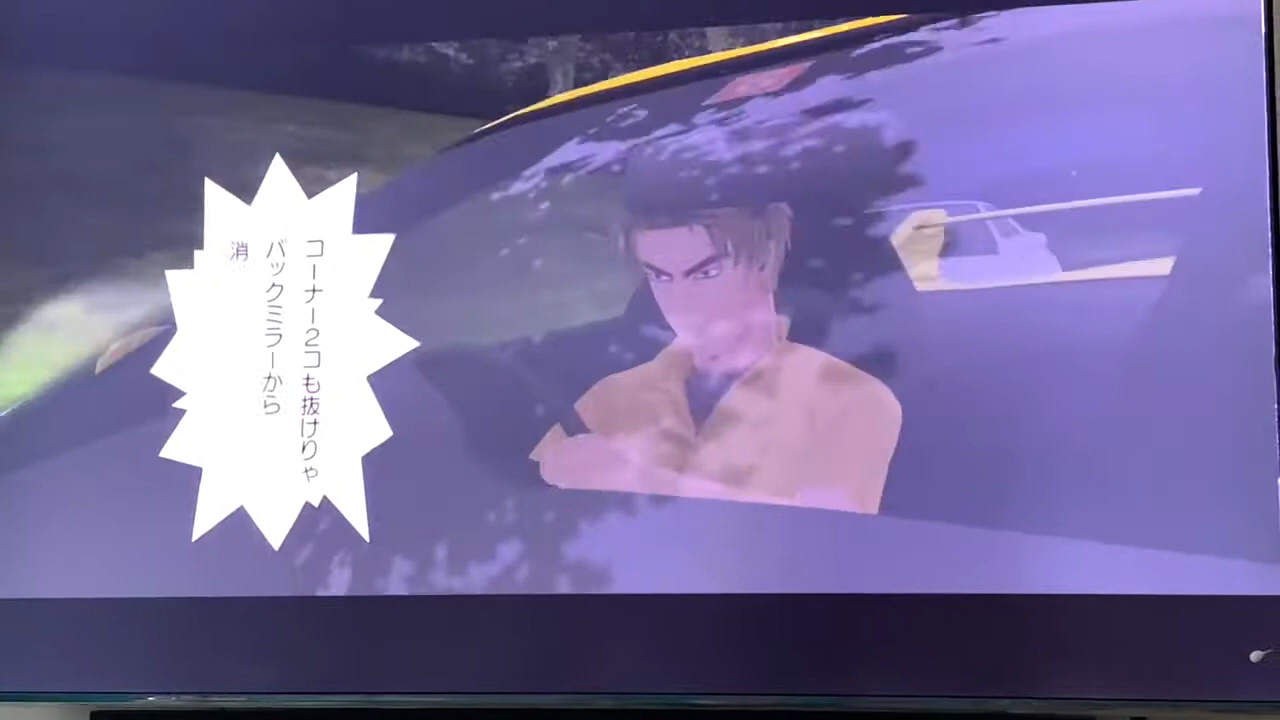 コーナー2コも抜けりゃ
バックミラーから
消